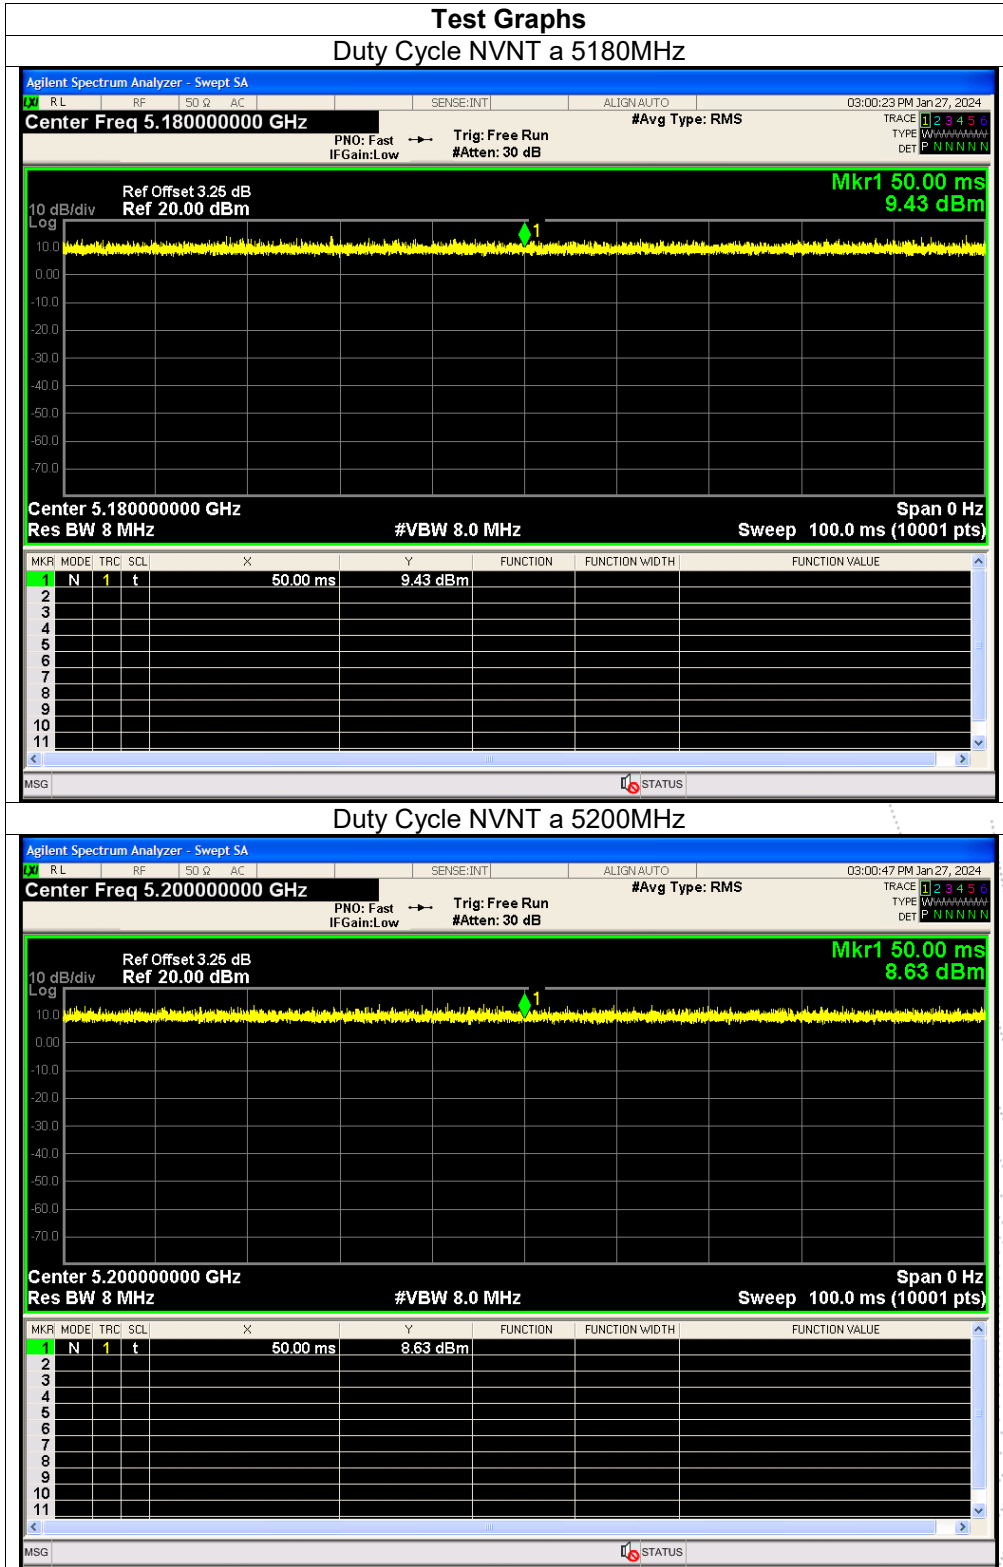 Test Graphs
Duty Cycle NVNT a 5180MHz
Agilent Spectrum Analyzer - Swept SA
LXI RL RF 50 Ω AC SENSE:INT ALIGN AUTO 03:00:23 PM Jan 27, 2024
Center Freq 5.180000000 GHz #Avg Type: RMS TRACE 1 2 3 4 5 6
PNO: Fast Trig: Free Run TYPE W
IFGain:Low #Atten: 30 dB DET P N N N N N
Mkr1 50.00 ms
Ref Offset 3.25 dB
10 dB/div Ref 20.00 dBm 9.43 dBm
Log
1
10.0
0.00
-10.0
-20.0
-30.0
-40.0
-50.0
-60.0
-70.0
Center 5.180000000 GHz Span 0 Hz
Res BW 8 MHz #VBW 8.0 MHz Sweep 100.0 ms (10001 pts)
MKR MODE TRC SCL X Y FUNCTION FUNCTION WIDTH FUNCTION VALUE
1 N 1 t 50.00 ms 9.43 dBm
2
3
4
5
6
7
8
9
10
11
MSG STATUS
Duty Cycle NVNT a 5200MHz
Agilent Spectrum Analyzer - Swept SA
LXI RL RF 50 Ω AC SENSE:INT ALIGN AUTO 03:00:47 PM Jan 27, 2024
Center Freq 5.200000000 GHz #Avg Type: RMS TRACE 1 2 3 4 5 6
PNO: Fast Trig: Free Run TYPE W
IFGain:Low #Atten: 30 dB DET P N N N N N
Mkr1 50.00 ms
Ref Offset 3.25 dB
10 dB/div Ref 20.00 dBm 8.63 dBm
Log
1
10.0
0.00
-10.0
-20.0
-30.0
-40.0
-50.0
-60.0
-70.0
Center 5.200000000 GHz Span 0 Hz
Res BW 8 MHz #VBW 8.0 MHz Sweep 100.0 ms (10001 pts)
MKR MODE TRC SCL X Y FUNCTION FUNCTION WIDTH FUNCTION VALUE
1 N 1 t 50.00 ms 8.63 dBm
2
3
4
5
6
7
8
9
10
11
MSG STATUS